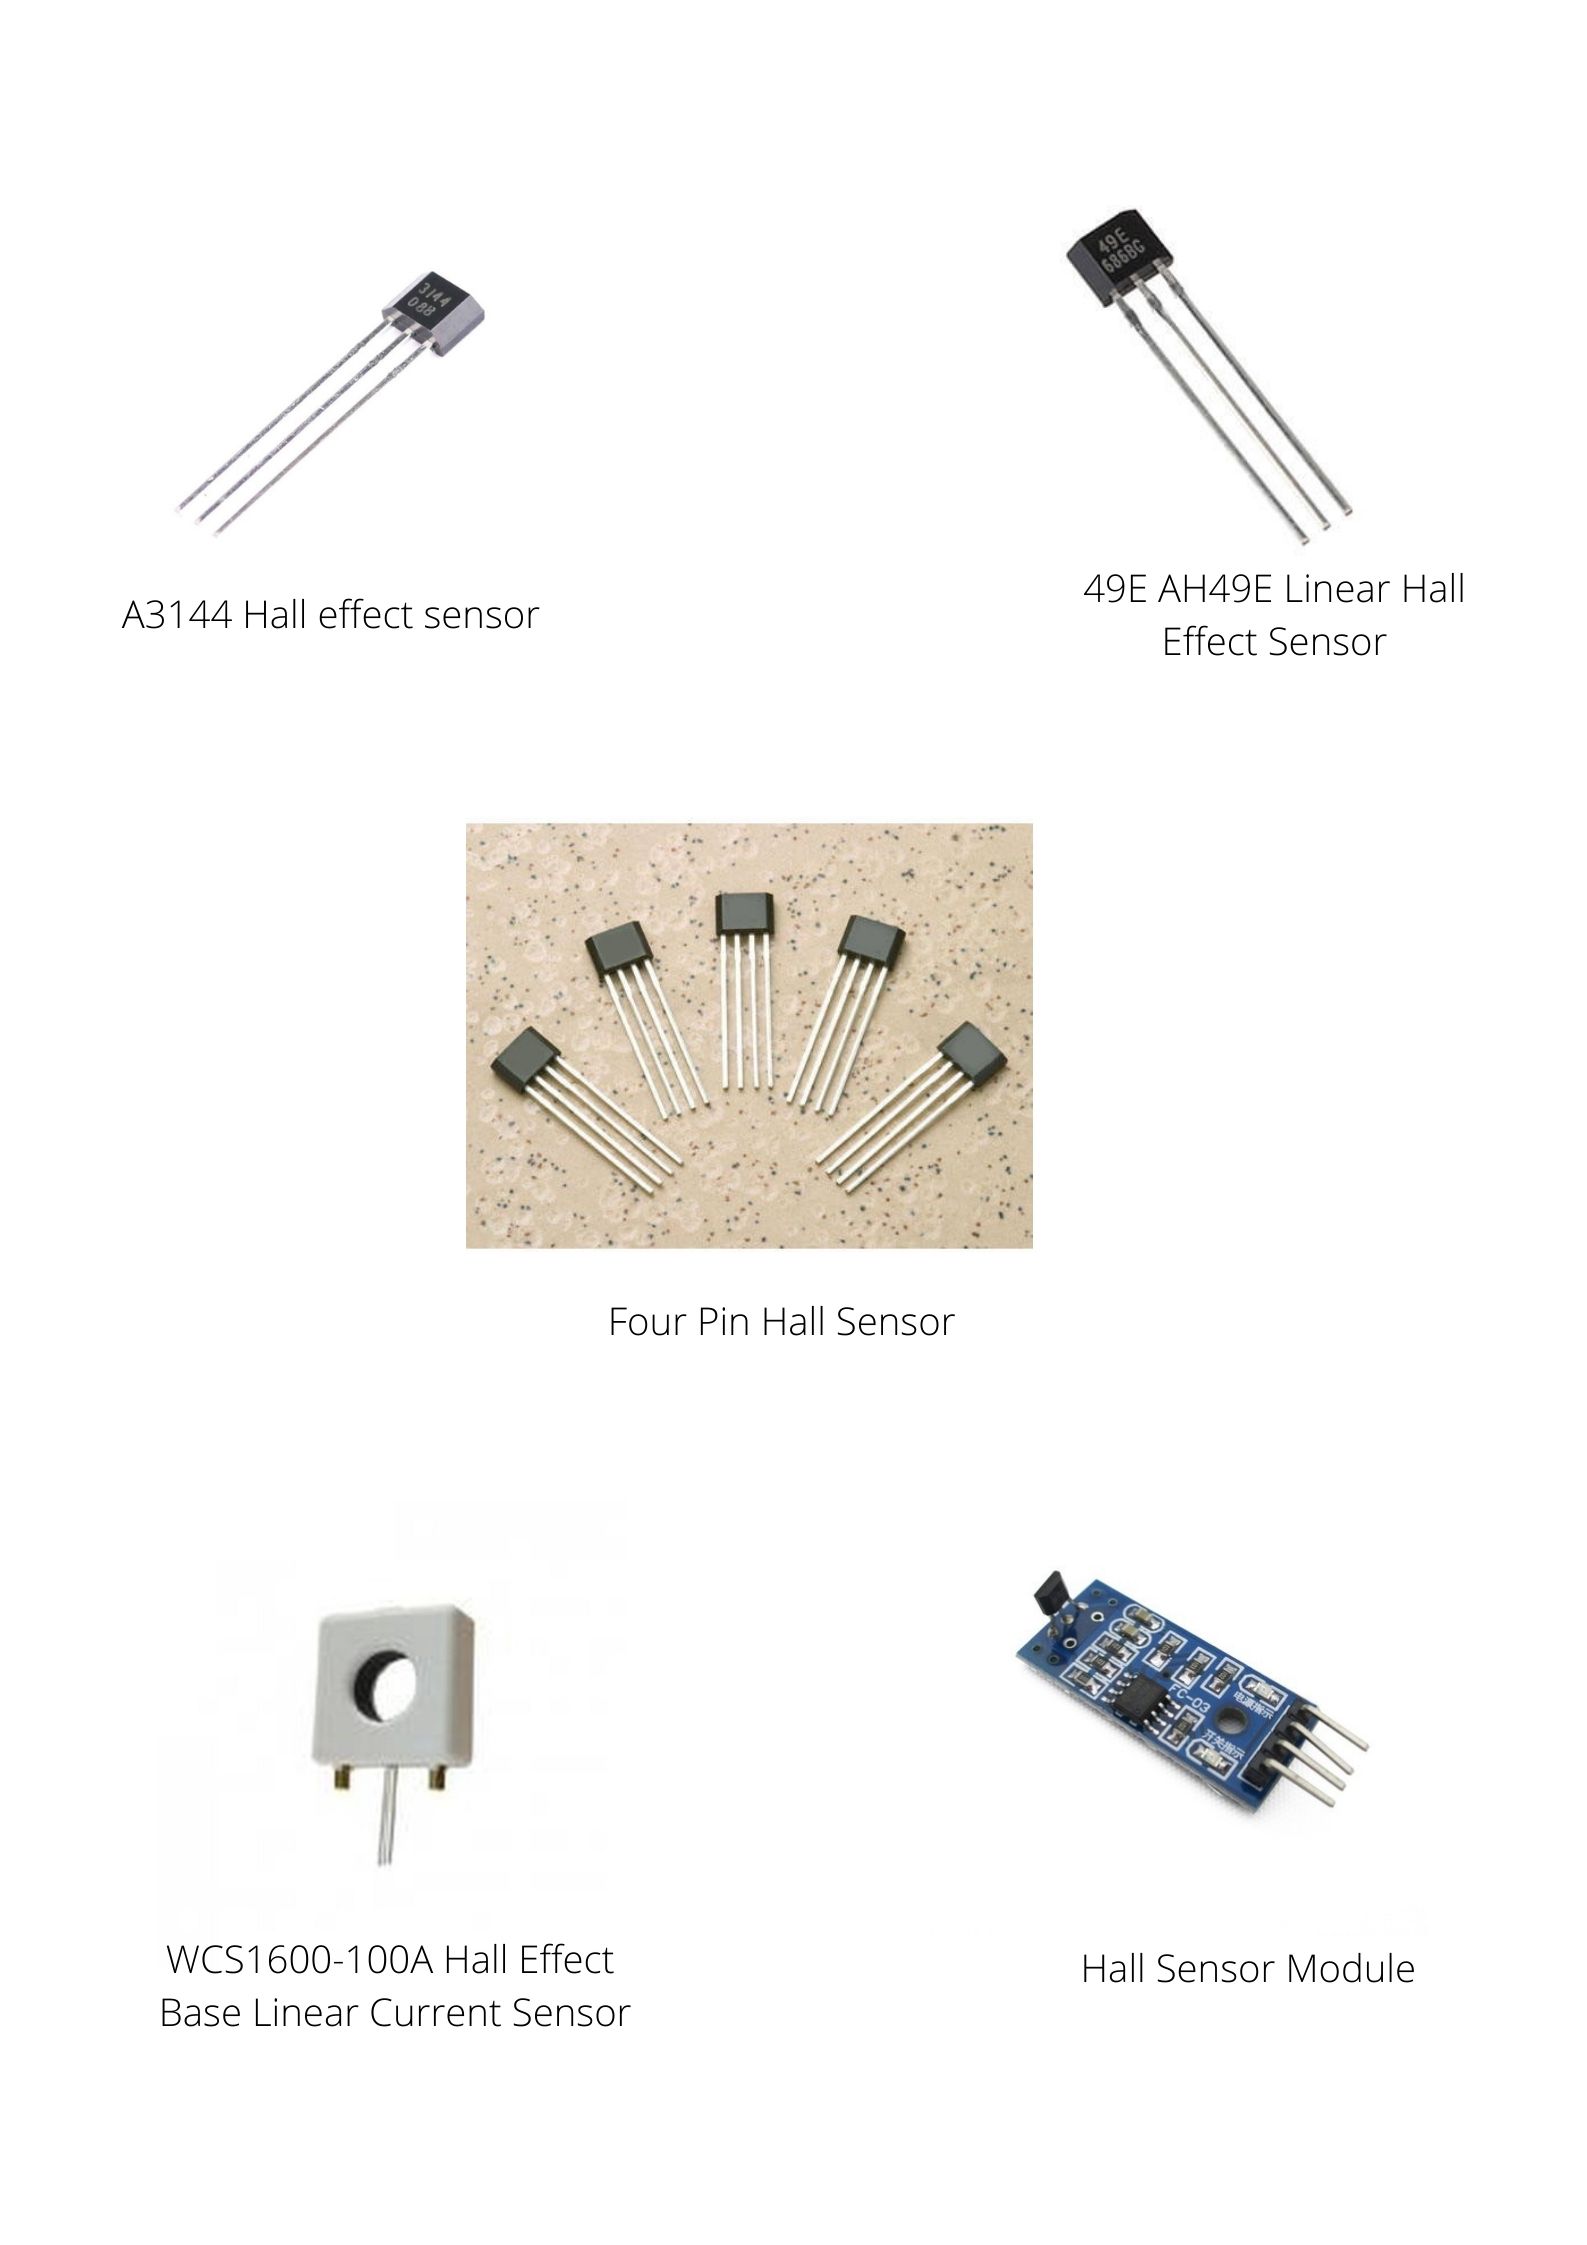 3144
088
49E
686BG
A3144 Hall effect sensor
49E AH49E Linear Hall
Effect Sensor
Four Pin Hall Sensor
FC-03
电源指示
开关指示
WCS1600-100A Hall Effect
Base Linear Current Sensor
Hall Sensor Module